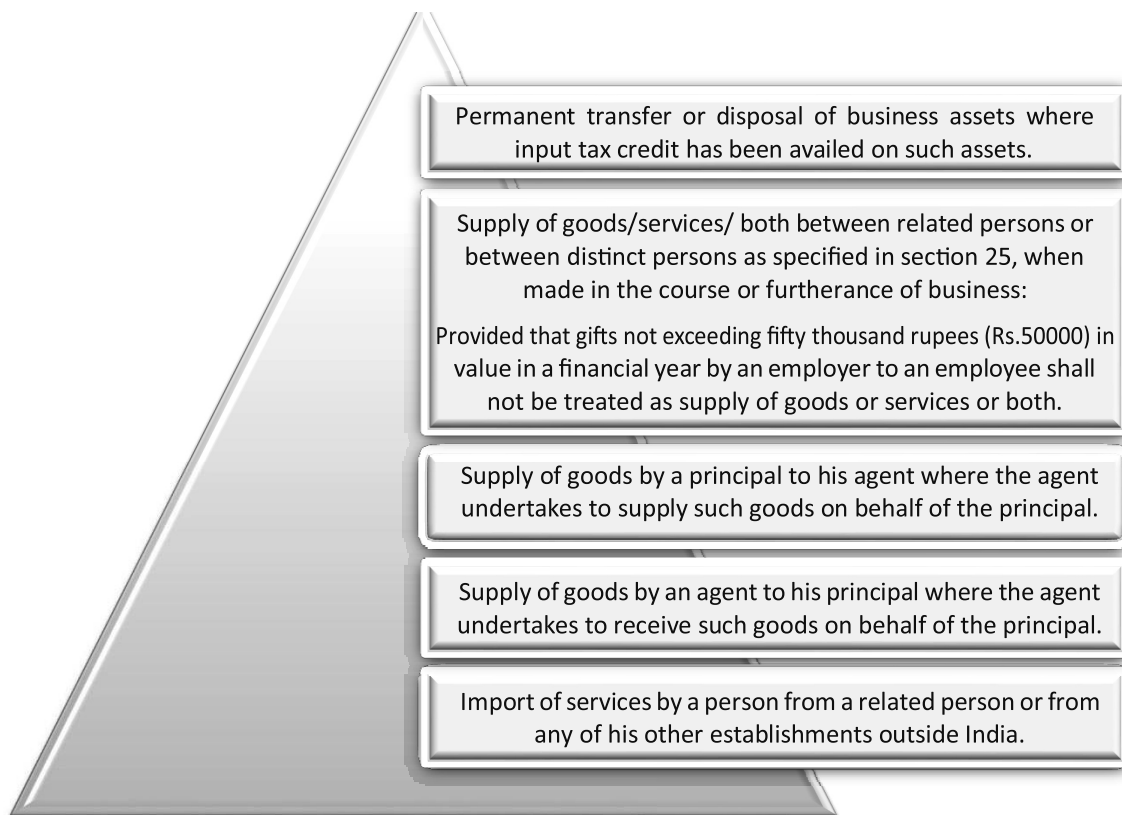 Permanent transfer or disposal of business assets where
input tax credit has been availed on such assets.
Supply of goods/services/ both between related persons or
between distinct persons as specified in section 25, when
made in the course or furtherance of business:
Provided that gifts not exceeding fifty thousand rupees (Rs.50000) in
value in a financial year by an employer to an employee shall
not be treated as supply of goods or services or both.
Supply of goods by a principal to his agent where the agent
undertakes to supply such goods on behalf of the principal.
Supply of goods by an agent to his principal where the agent
undertakes to receive such goods on behalf of the principal.
Import of services by a person from a related person or from
any of his other establishments outside India.